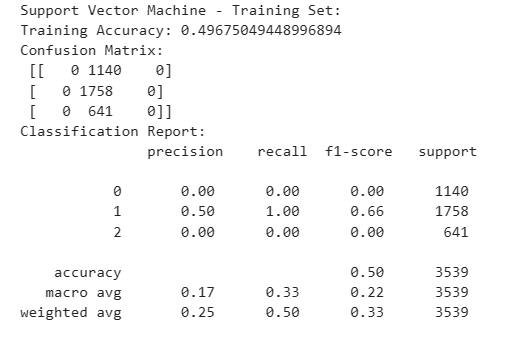 Support Vector Machine - Training Set:
Training Accuracy: 0.49675049448996894
Confusion Matrix:
[[   0 1140    0]
[   0 1758    0]
[   0  641    0]]
Classification Report:
precision    recall  f1-score   support
0       0.00      0.00      0.00      1140
1       0.50      1.00      0.66      1758
2       0.00      0.00      0.00       641
accuracy                           0.50      3539
macro avg       0.17      0.33      0.22      3539
weighted avg       0.25      0.50      0.33      3539